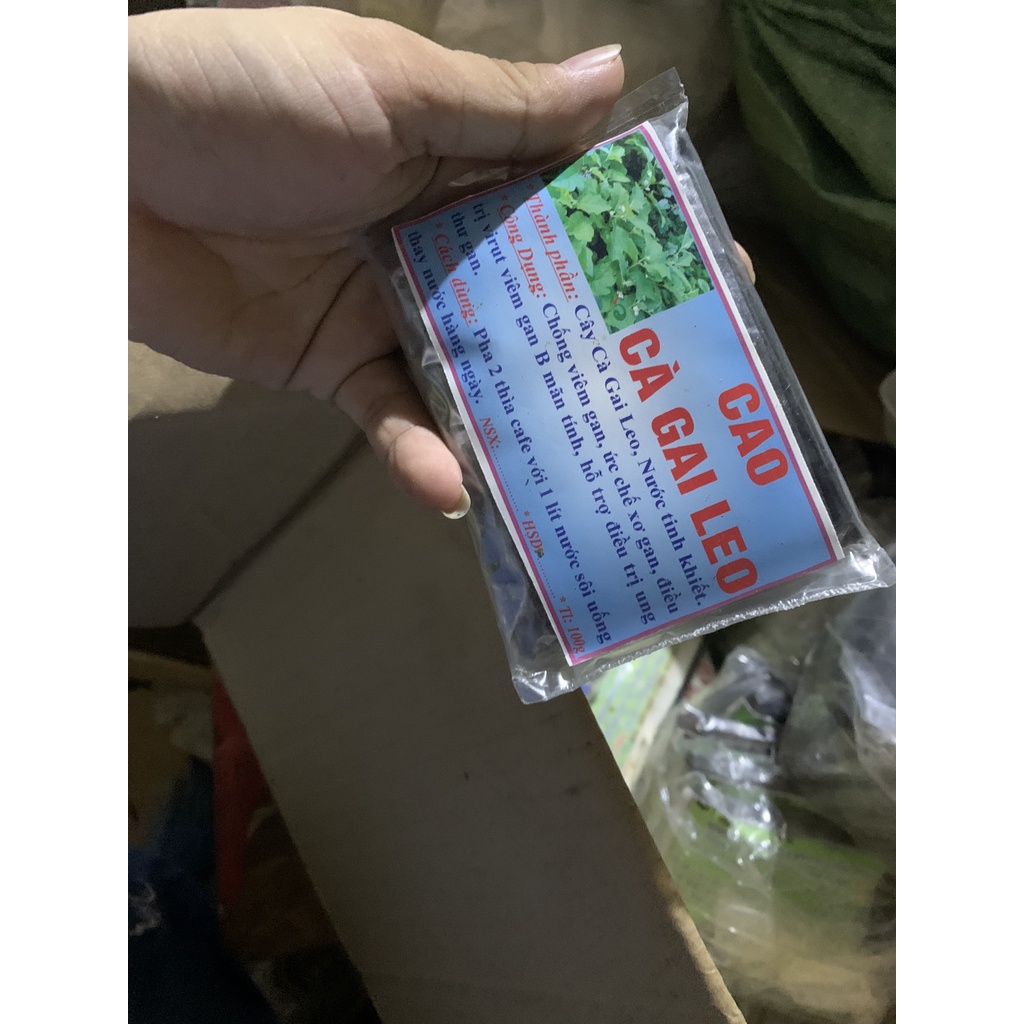 CAO
CÀ GAI LEO
* Thành phần: Cây Cà Gai Leo, Nước tinh khiết.
* Công Dụng: Chống viêm gan, ức chế xơ gan, điều
trị virut viêm gan B mãn tính, hỗ trợ điều trị ung
thư gan.
* Cách dùng: Pha 2 thìa cafe với 1 lít nước sôi uống
thay nước hàng ngày.
NSX:............... * HSD:............... * Tl: 100g